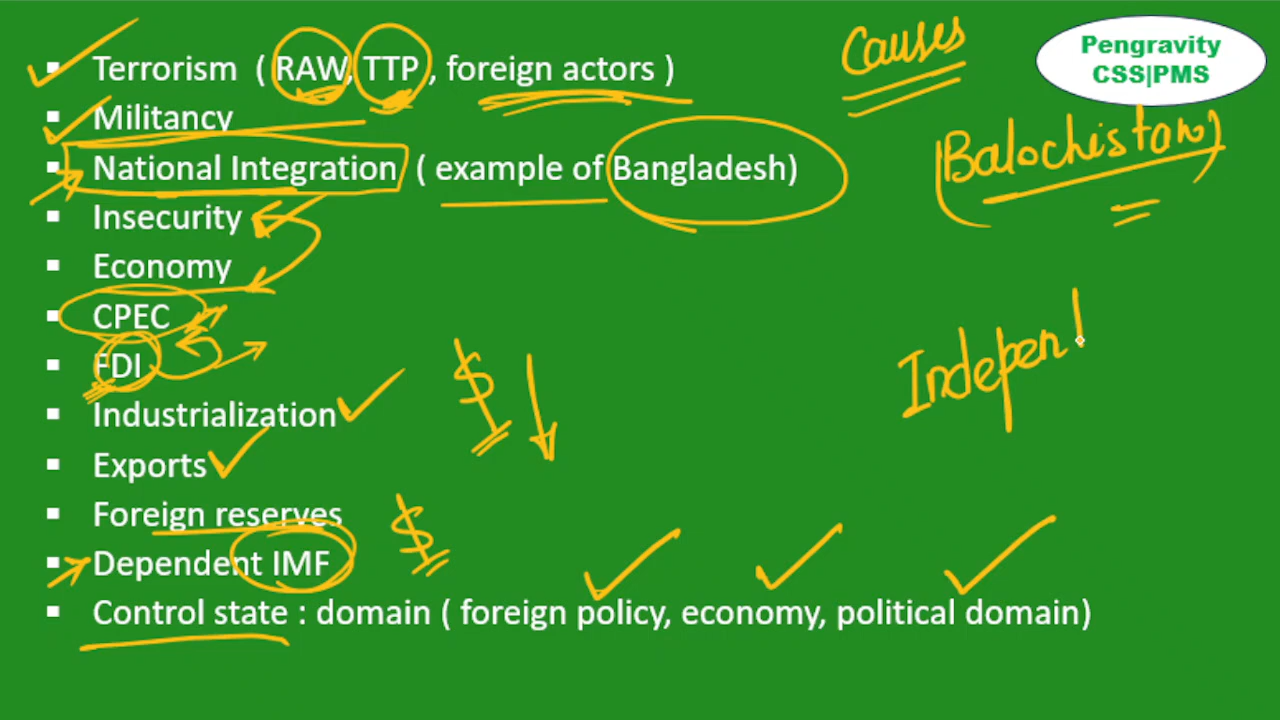 Terrorism ( RAW, TTP , foreign actors )
Causes
Pengravity
CSS|PMS
Militancy
(Balochistan)
National Integration ( example of Bangladesh)
Insecurity
Economy
CPEC
Indepen
FDI
$
Industrialization
Exports
Foreign reserves
$
Dependent IMF
Control state : domain ( foreign policy, economy, political domain)